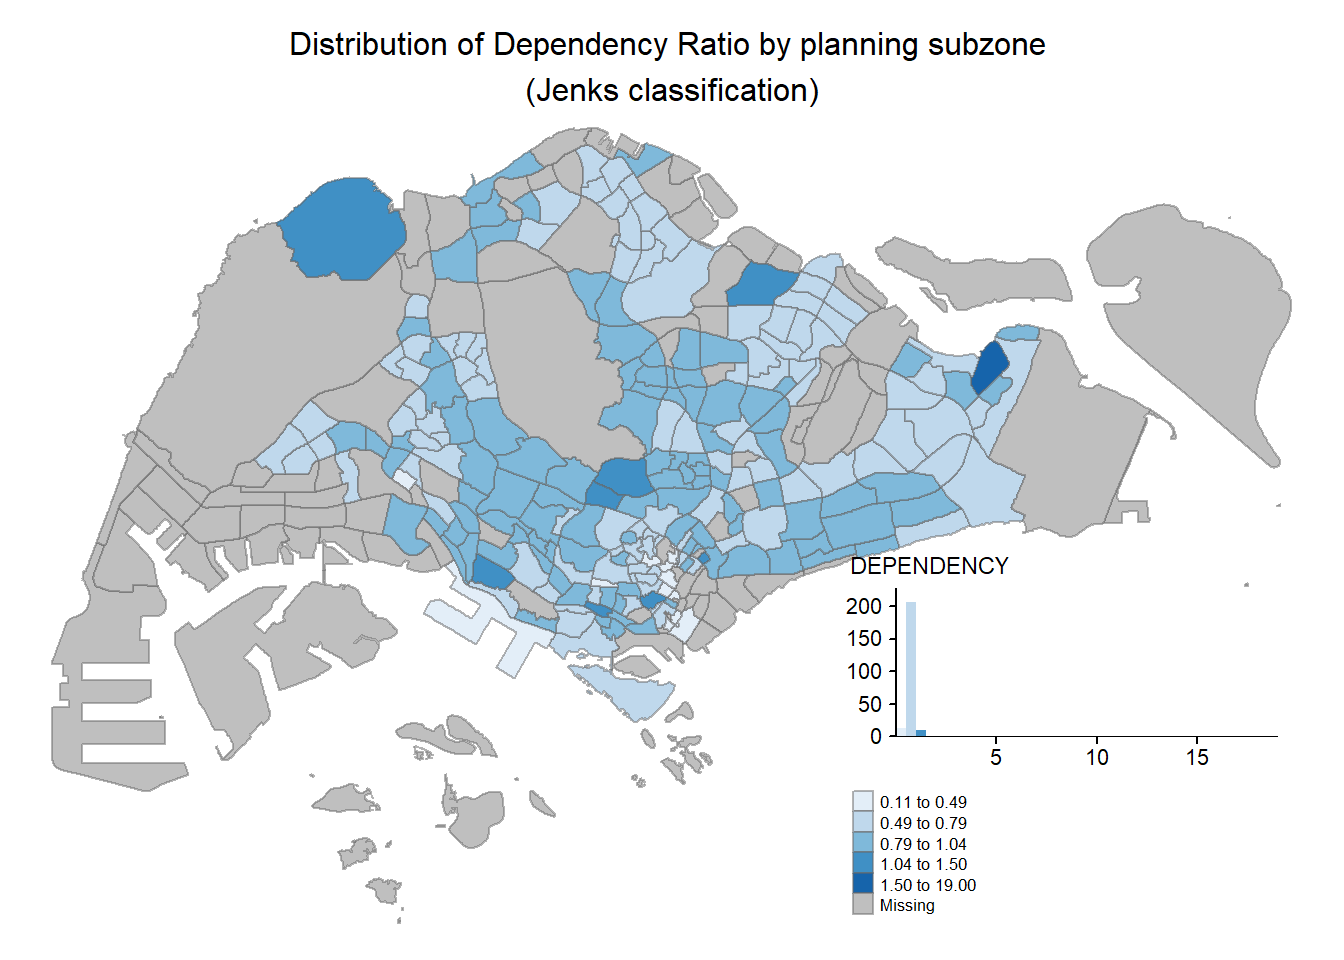 Distribution of Dependency Ratio by planning subzone
(Jenks classification)
DEPENDENCY
200
150
100
50
0
5 10 15
0.11 to 0.49
0.49 to 0.79
0.79 to 1.04
1.04 to 1.50
1.50 to 19.00
Missing